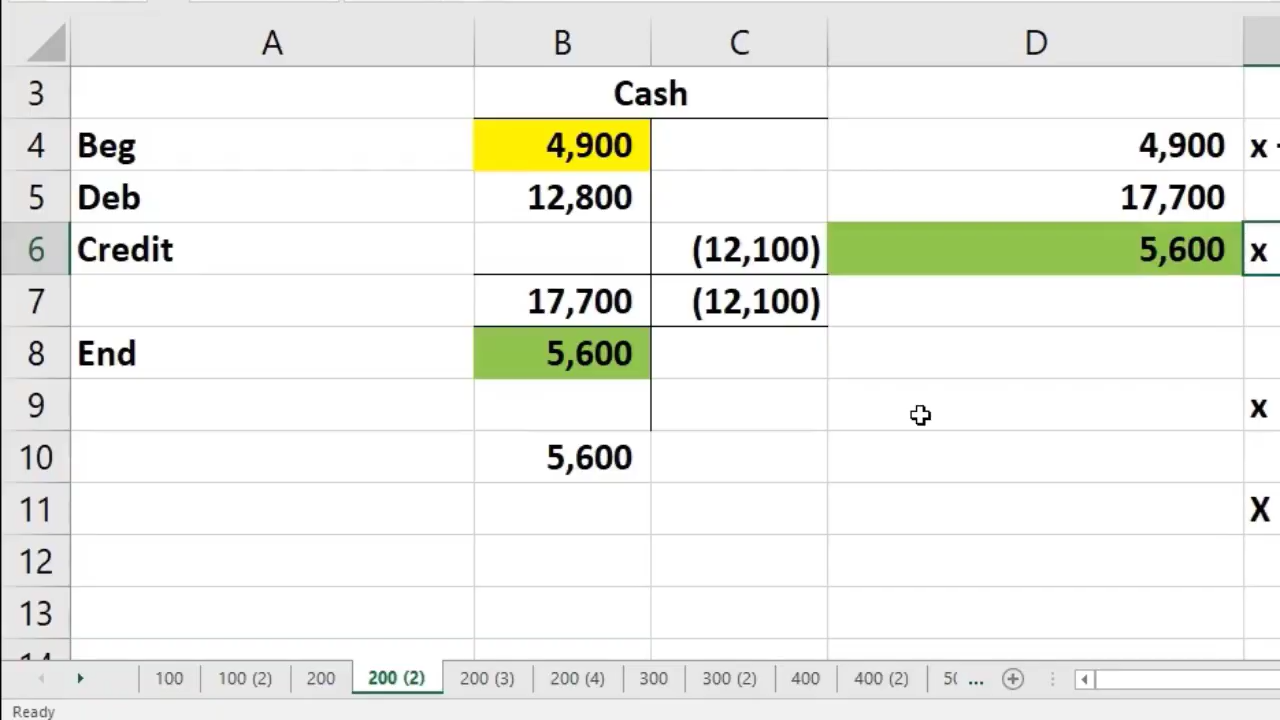 A B C D
3 Cash
4 Beg 4,900 4,900 x
5 Deb 12,800 17,700
6 Credit (12,100) 5,600 x
7 17,700 (12,100)
8 End 5,600
9 x
10 5,600
11 X
12
13
100 100 (2) 200 200 (2) 200 (3) 200 (4) 300 300 (2) 400 400 (2) ...
Ready